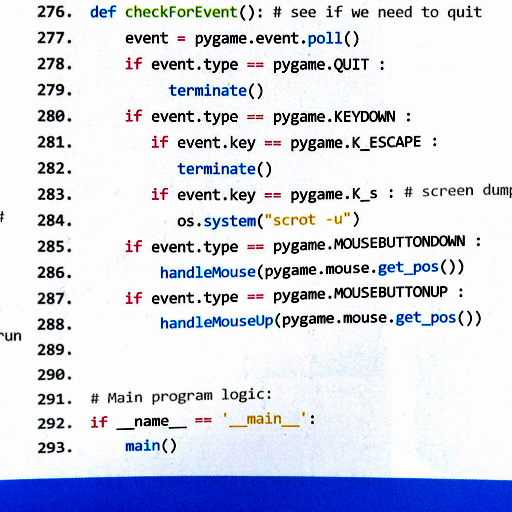 276. def checkForEvent(): # see if we need to quit
277. event = pygame.event.poll()
278. if event.type == pygame.QUIT :
279. terminate()
280. if event.type == pygame.KEYDOWN :
281. if event.key == pygame.K_ESCAPE :
282. terminate()
283. if event.key == pygame.K_s : # screen dump
#
284. os.system("scrot -u")
285. if event.type == pygame.MOUSEBUTTONDOWN :
286. handleMouse(pygame.mouse.get_pos())
287. if event.type == pygame.MOUSEBUTTONUP :
288. handleMouseUp(pygame.mouse.get_pos())
run
289.
290.
291. # Main program logic:
292. if __name__ == '__main__':
293. main()